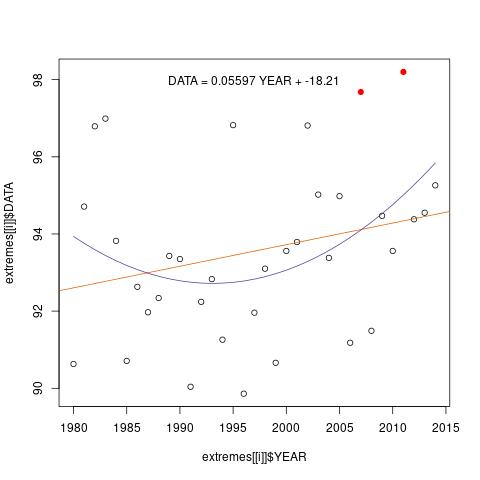 DATA = 0.05597 YEAR + -18.21
extremes[[i]]$DATA
98
96
94
92
90
1980 1985 1990 1995 2000 2005 2010 2015
extremes[[i]]$YEAR